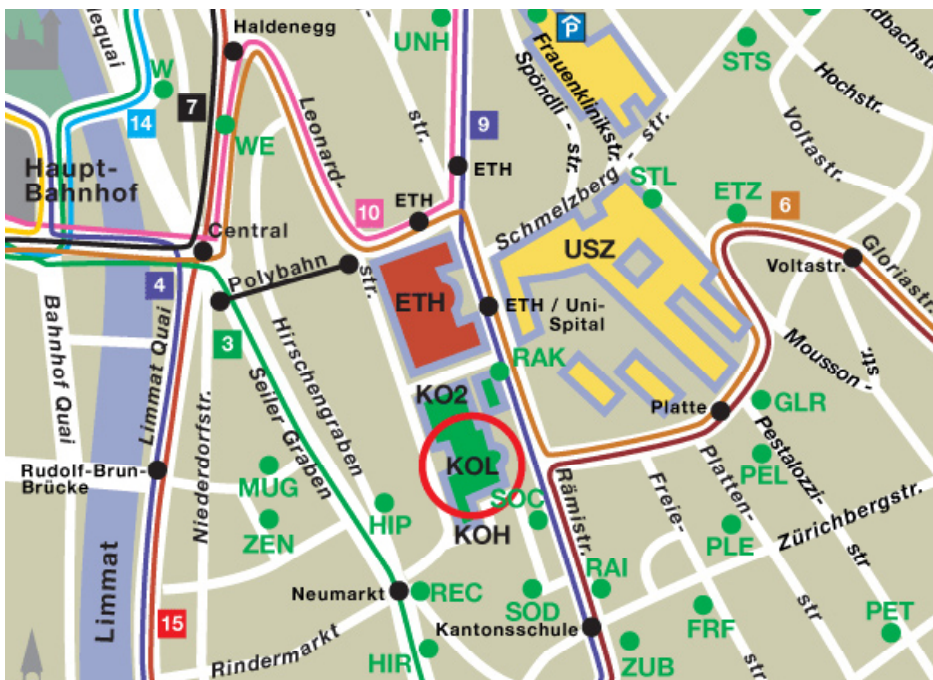 Haldenegg
UNH
P
STS
Hochstr.
Voltastr.
Frauenklinikstr.
Spöndli - str.
Schmelzberg - str.
Leonard-
str.
W
7
14
WE
9
ETH
STL
ETZ
6
Haupt-
Bahnhof
10
ETH
USZ
Gloriastr.
Central
Voltastr.
Polybahn
str.
4
ETH
ETH / Uni-
Spital
3
Bahnhof Quai
Limmat Quai
Niederdorfstr.
Seiler Graben
Hirschengraben
RAK
Mousson -
str.
KO2
Platte
GLR
KOL
Rudolf-Brun-
Brücke
MUG
HIP
SOC
PEL
Pestalozzi-
str
Platten-
str
Freie-
str.
Rämistr.
ZEN
KOH
PLE
Zürichbergstr.
Limmat
Neumarkt
REC
SOD
RAI
FRF
PET
15
Kantonsschule
Rindermarkt
HIR
ZUB